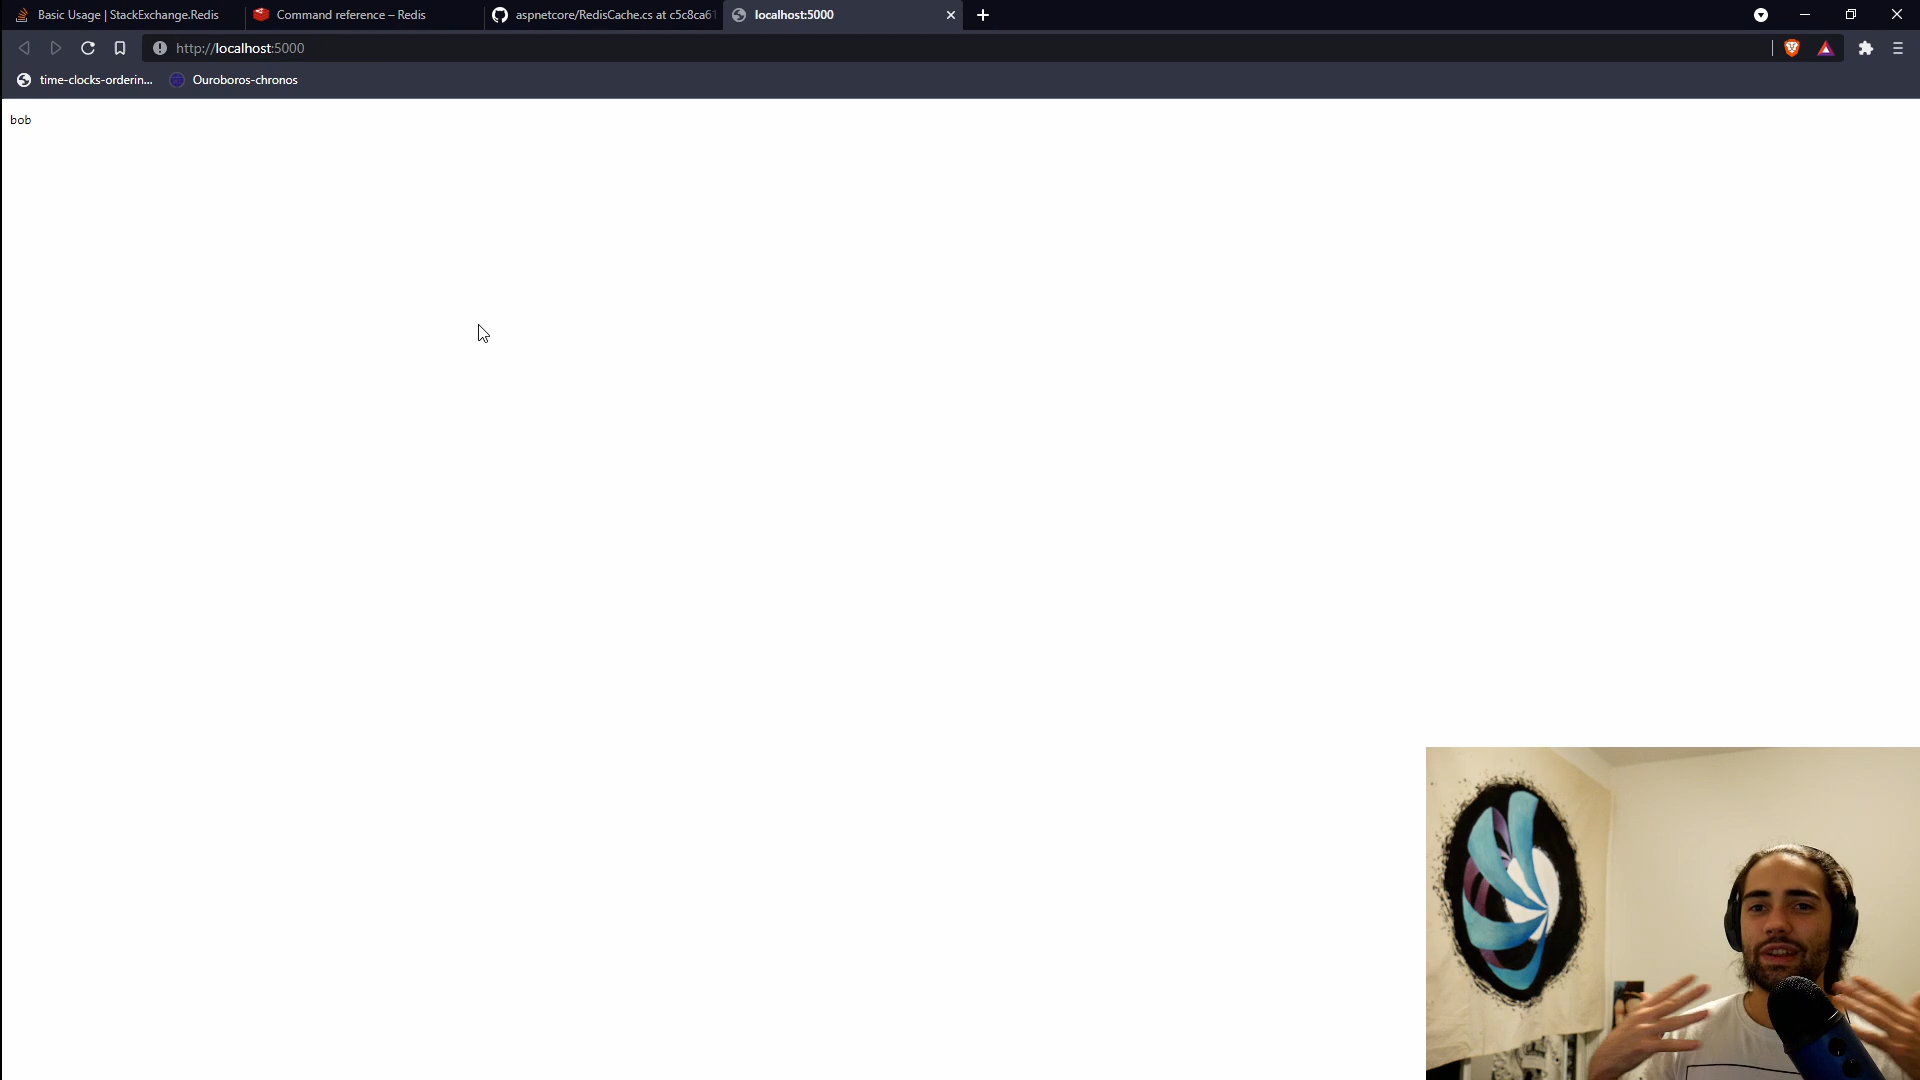 Basic Usage | StackExchange.Redis
Command reference – Redis
aspnetcore/RedisCache.cs at c5c8ca61
localhost:5000
http://localhost:5000
time-clocks-orderin...
Ouroboros-chronos
bob